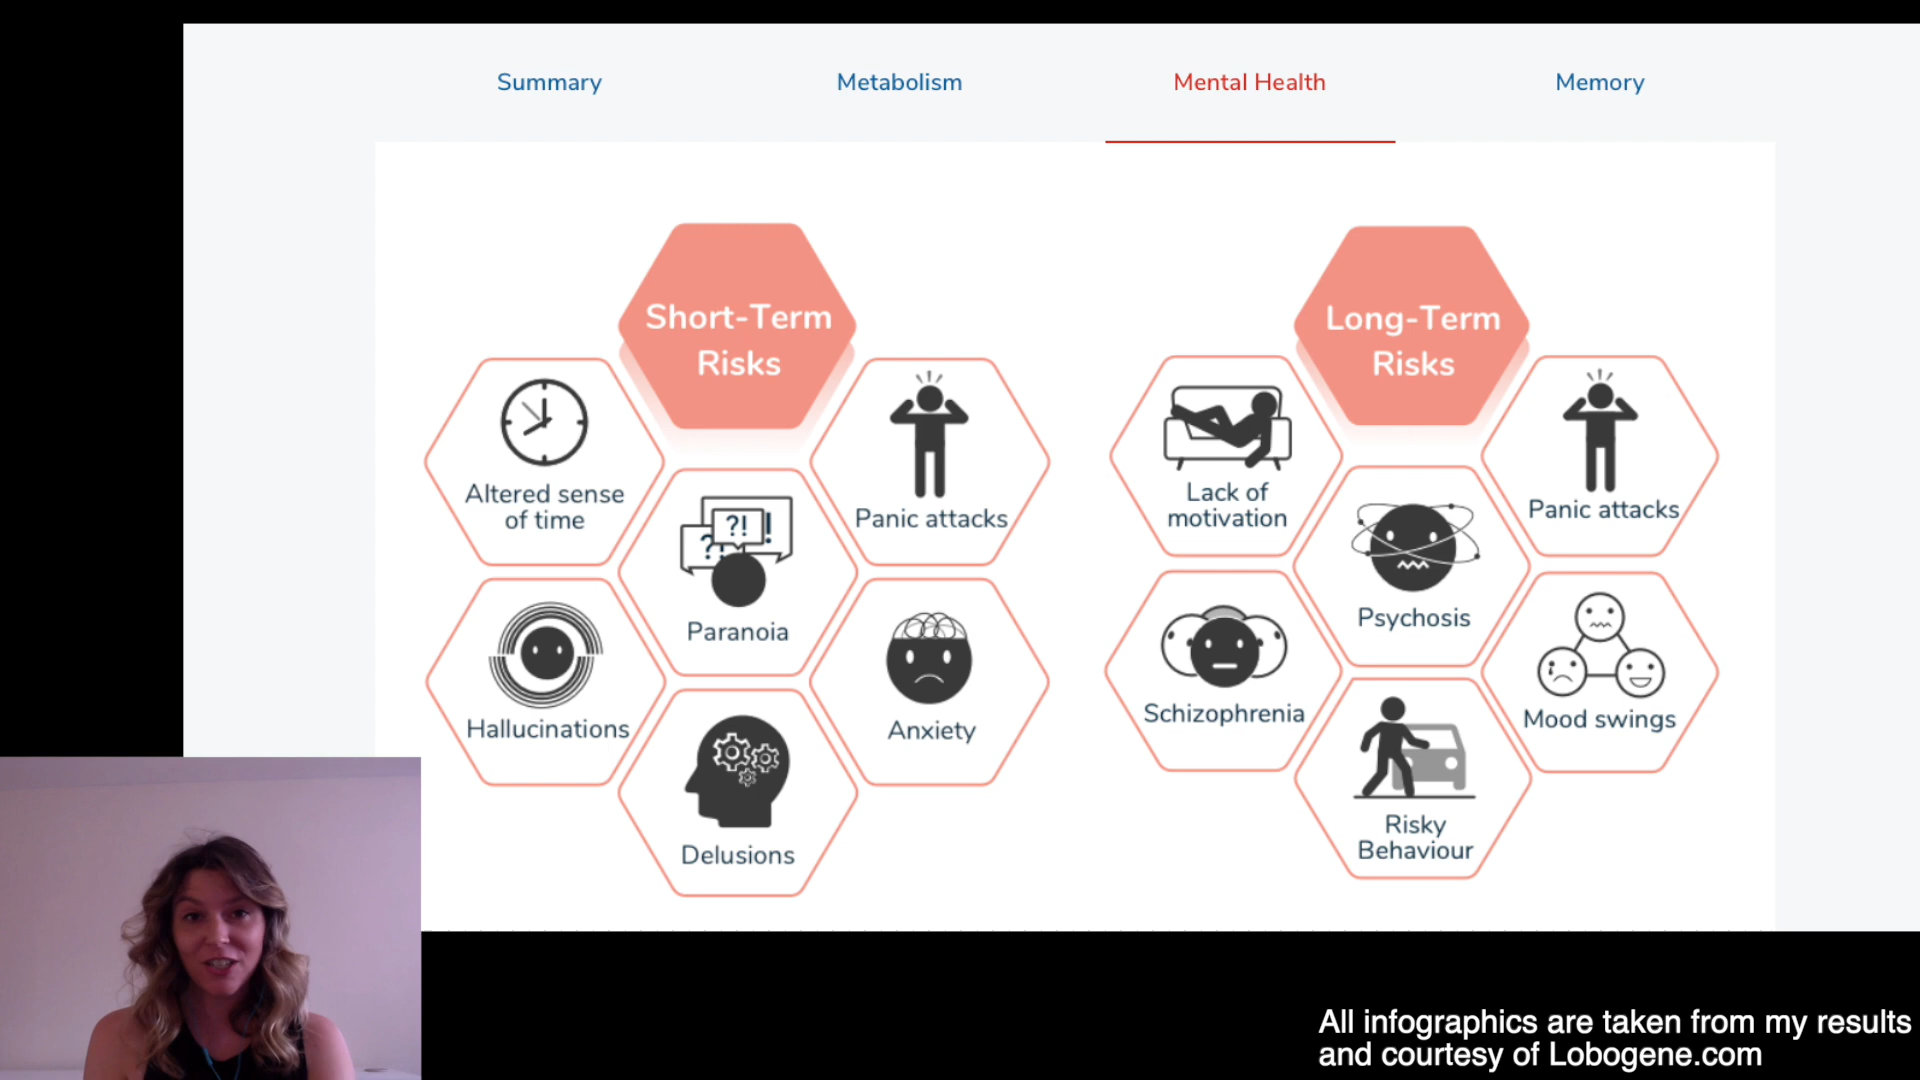 Summary
Metabolism
Mental Health
Memory
Short-Term
Risks
Altered sense
of time
Panic attacks
?!
!
?!
Paranoia
Hallucinations
Anxiety
Delusions
Long-Term
Risks
Lack of
motivation
Panic attacks
Psychosis
Schizophrenia
Mood swings
Risky
Behaviour
All infographics are taken from my results
and courtesy of Lobogene.com